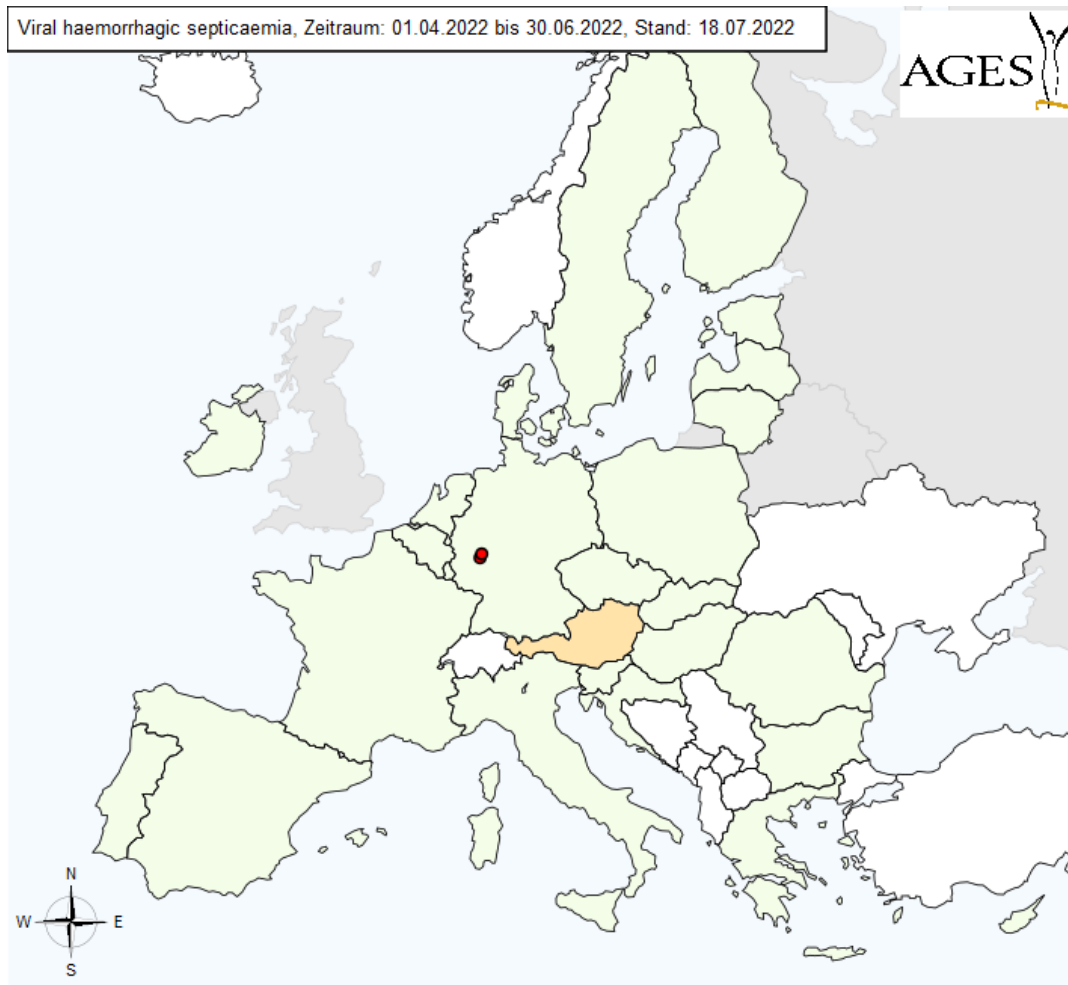 Viral haemorrhagic septicaemia, Zeitraum: 01.04.2022 bis 30.06.2022, Stand: 18.07.2022
AGES
N
W E
S